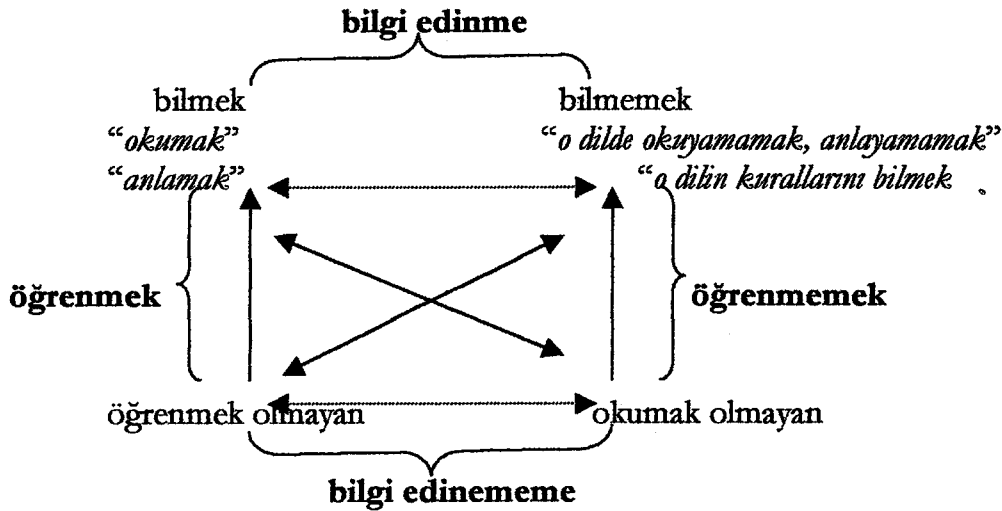 bilgi edinme
bilmek bilmemek
“okumak” “o dilde okuyamamak, anlayamamak”
“anlamak” “o dilin kurallarını bilmek
öğrenmek öğrenmemek
öğrenmek olmayan okumak olmayan
bilgi edinememe